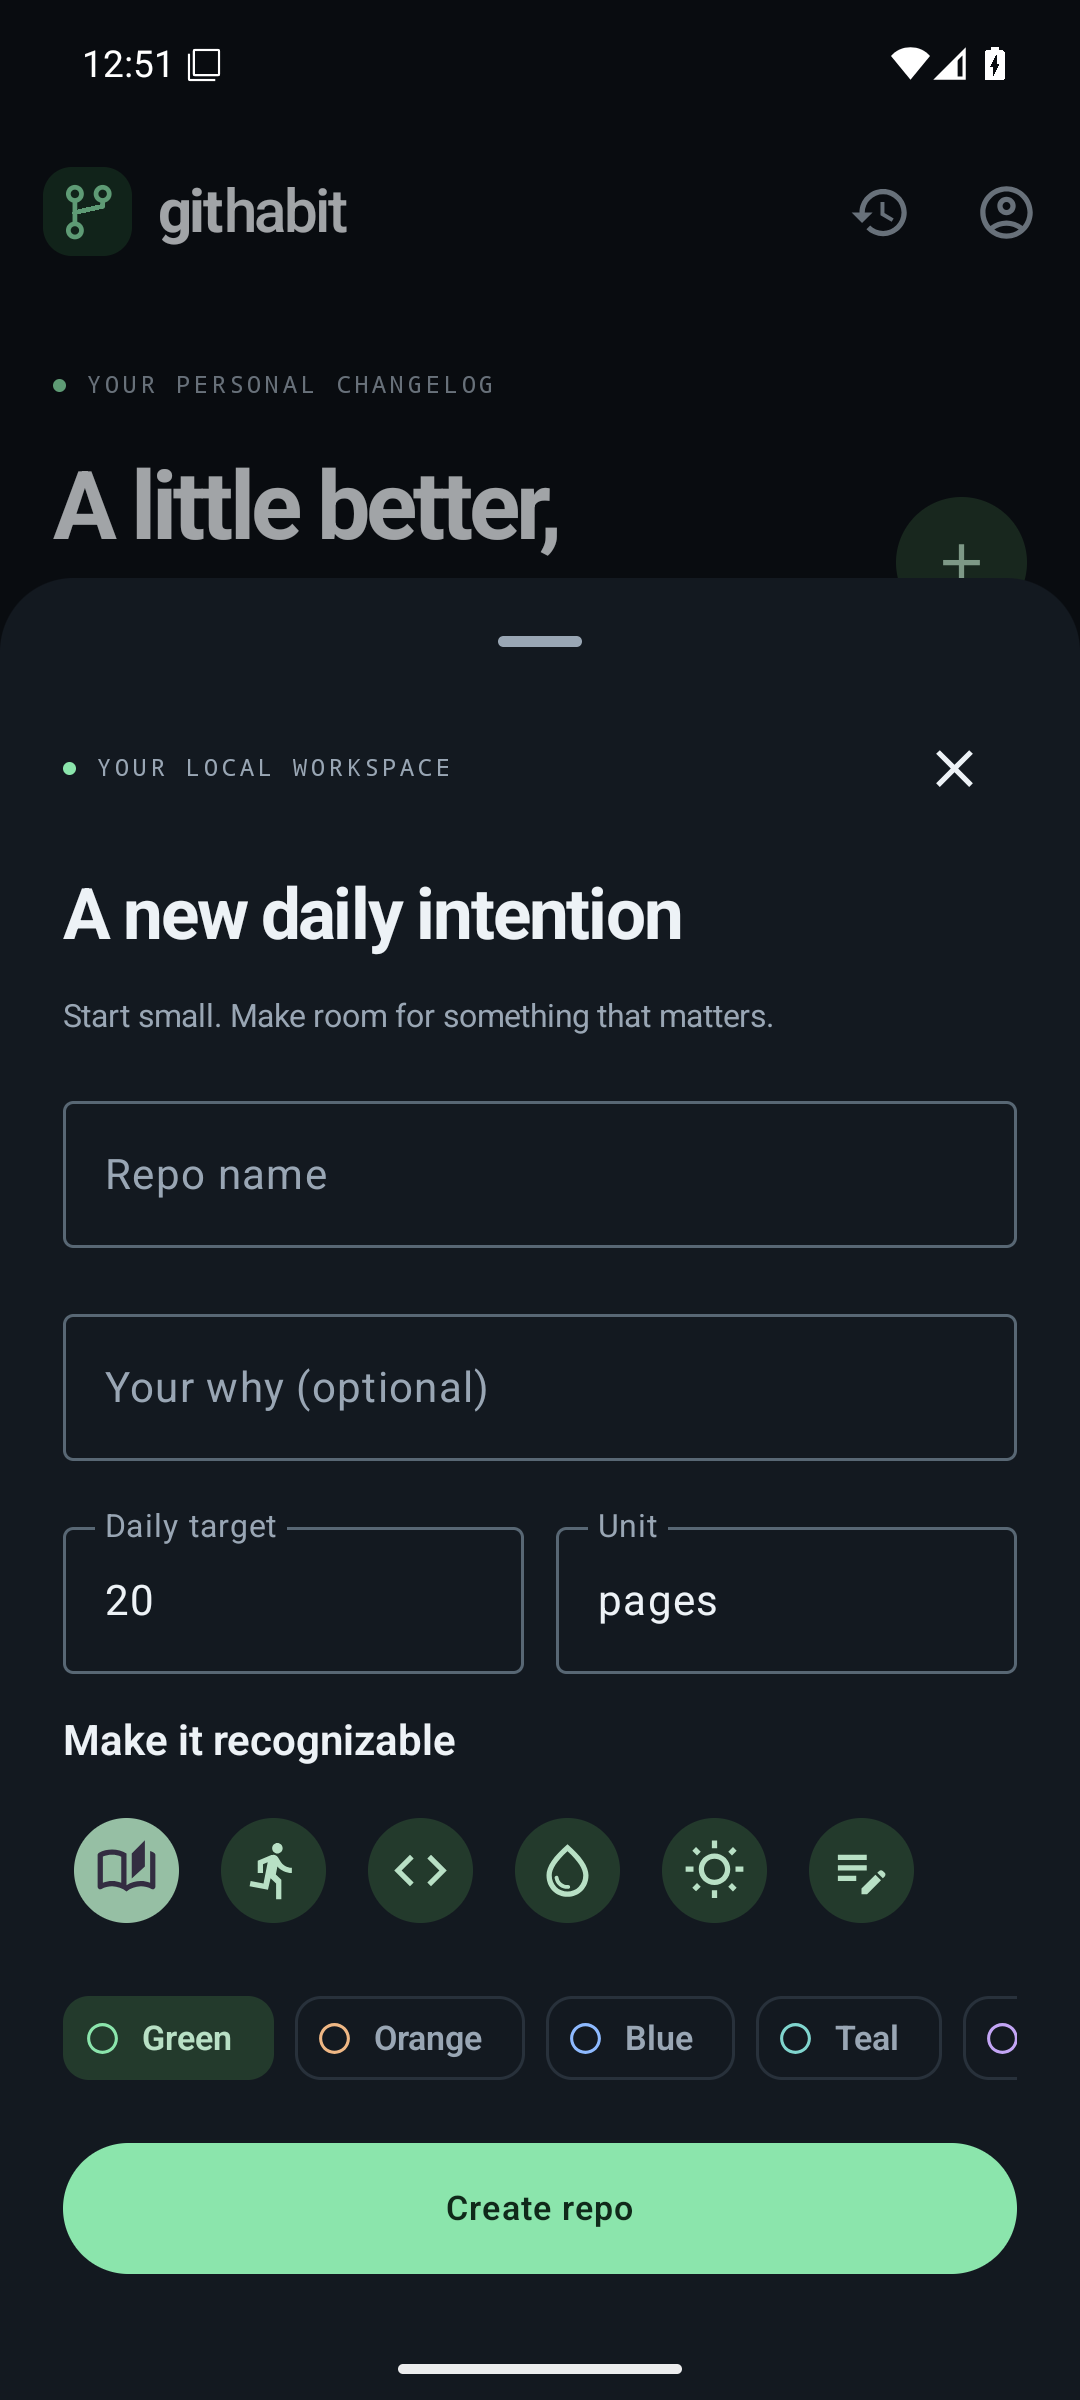 12:51
githabit
YOUR PERSONAL CHANGELOG
A little better,
YOUR LOCAL WORKSPACE
A new daily intention
Start small. Make room for something that matters.
Repo name
Your why (optional)
Daily target
20
Unit
pages
Make it recognizable
Green
Orange
Blue
Teal
Create repo